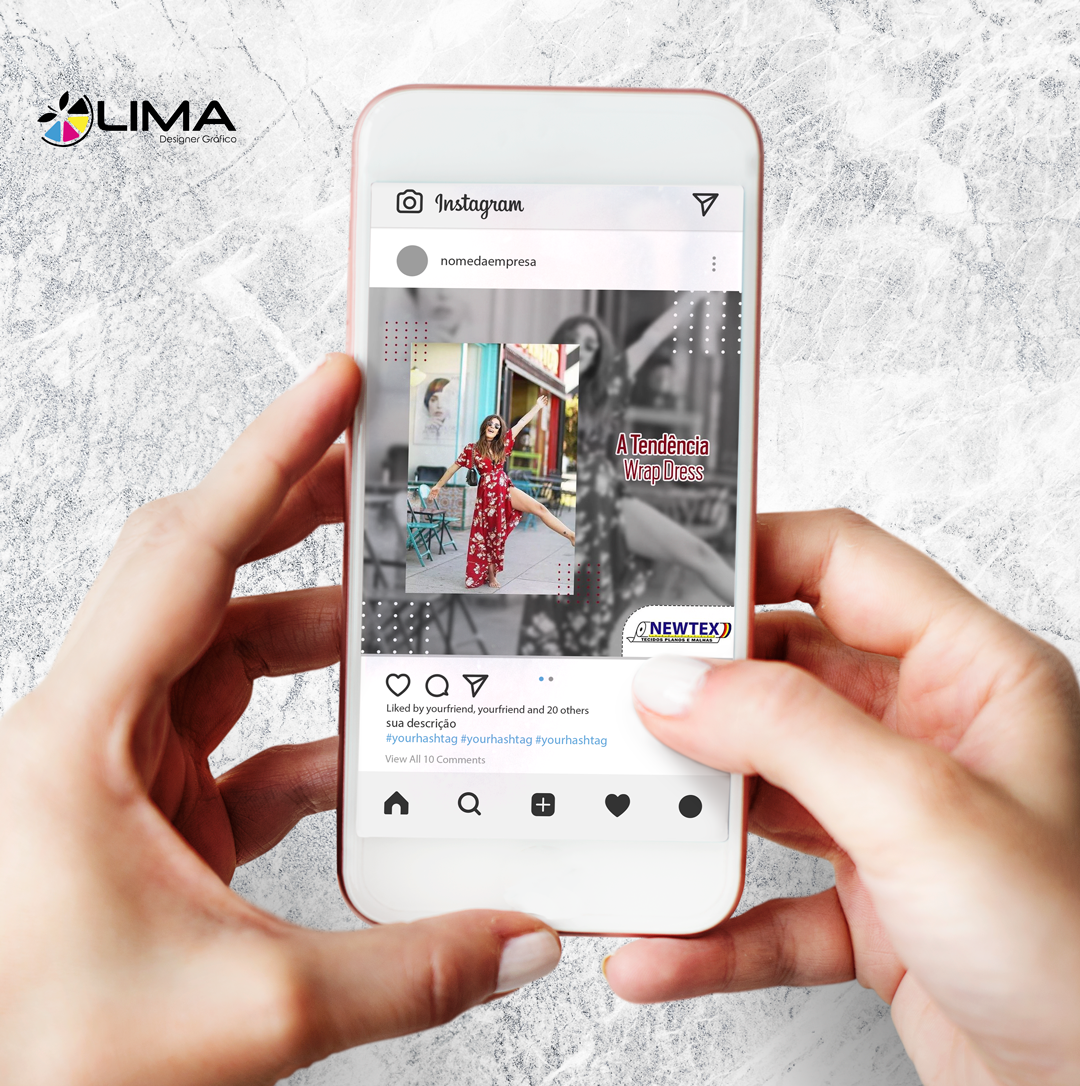 LIMA
Designer Gráfico
Instagram
nomedaempresa
A Tendência
Wrap Dress
NEWTEX
TECIDOS PLANOS E MALHAS
Liked by yourfriend, yourfriend and 20 others
sua descrição
#yourhashtag #yourhashtag #yourhashtag
View All 10 Comments